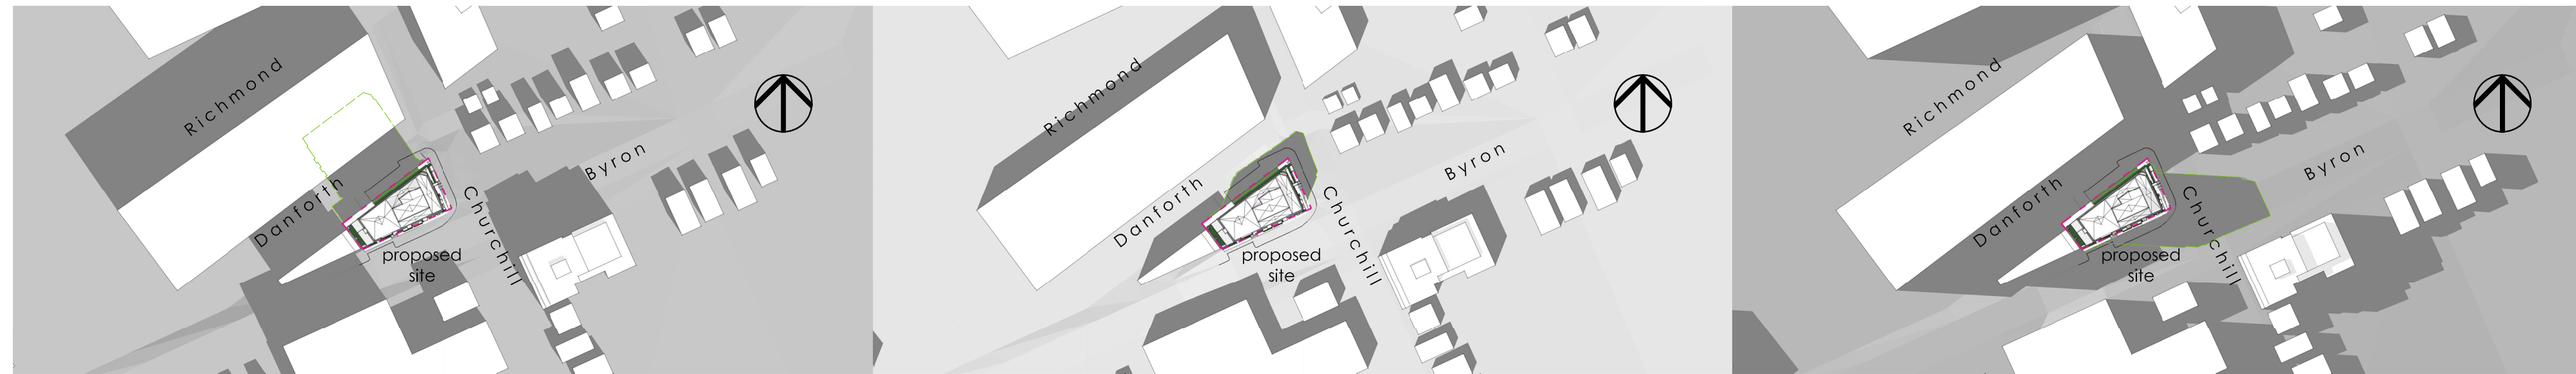 Richmond
Byron
Danforth
Churchill
proposed
site
Richmond
Byron
Danforth
Churchill
proposed
site
Richmond
Byron
Danforth
Churchill
proposed
site